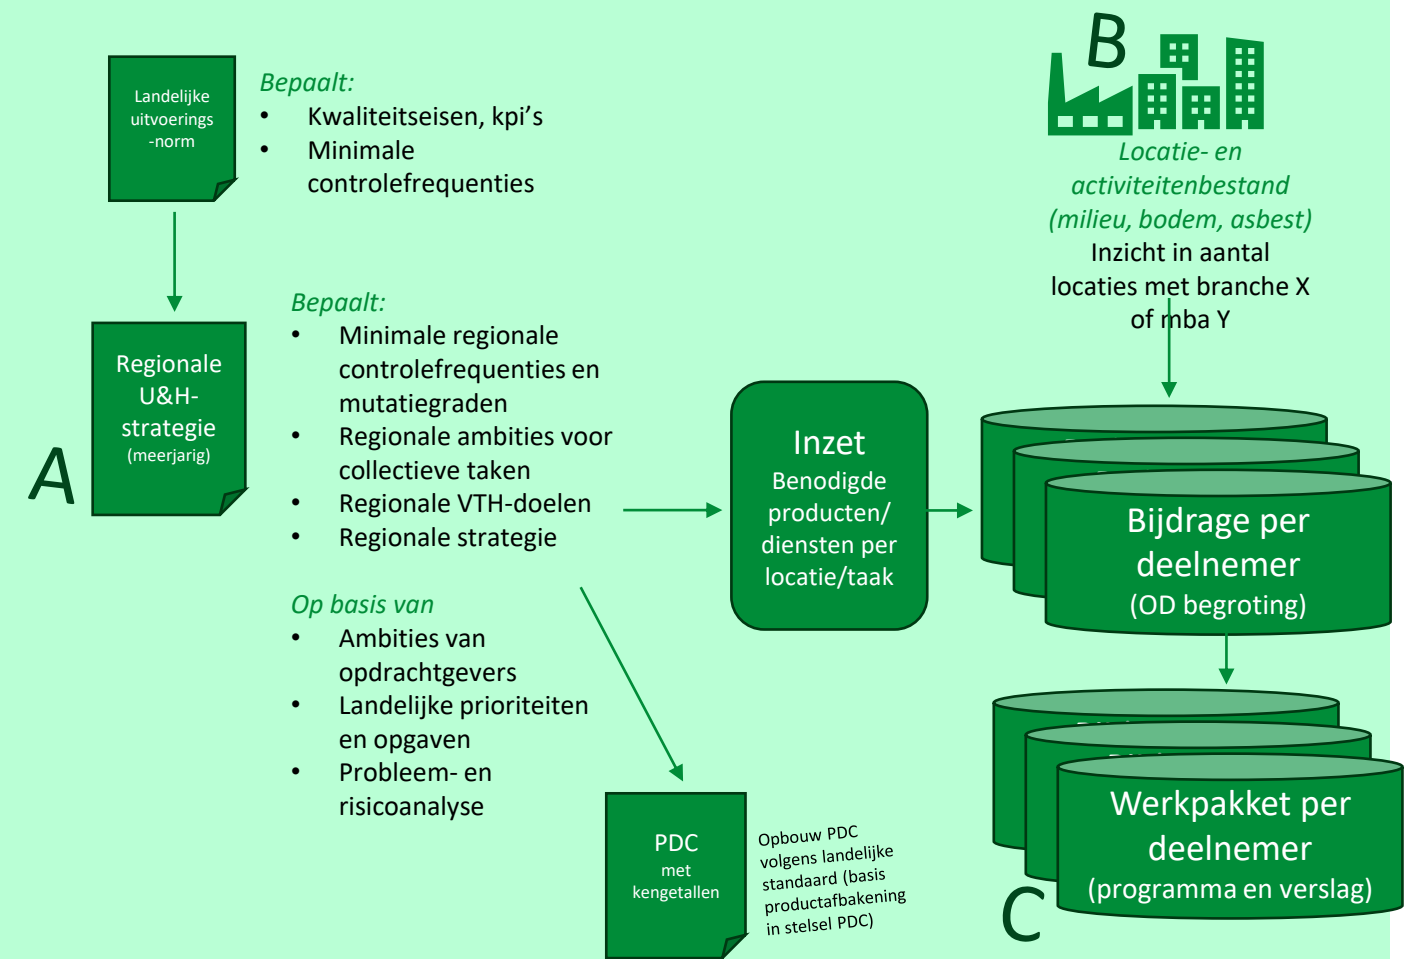 Landelijke
uitvoerings
-norm
Bepaalt:
• Kwaliteitseisen, kpi's
• Minimale
controlefrequenties
B
Locatie- en
activiteitenbestand
(milieu, bodem, asbest)
Inzicht in aantal
locaties met branche X
of mba Y
A
Regionale
U&H-
strategie
(meerjarig)
Bepaalt:
• Minimale regionale
controlefrequenties en
mutatiegraden
• Regionale ambities voor
collectieve taken
• Regionale VTH-doelen
• Regionale strategie
Op basis van
• Ambities van
opdrachtgevers
• Landelijke prioriteiten
en opgaven
• Probleem- en
risicoanalyse
Inzet
Benodigde
producten/
diensten per
locatie/taak
Bijdrage per
deelnemer
(OD begroting)
PDC
met
kengetallen
Opbouw PDC
volgens landelijke
standaard (basis
productafbakening
in stelsel PDC)
C
Werkpakket per
deelnemer
(programma en verslag)